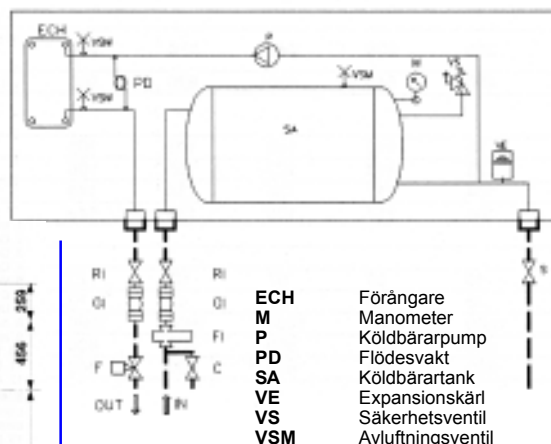 ECH
VSM
P
VSM
M
VS
PD
VSM
SA
VE
RI
RI
S
GI
GI
259
FI
F
C
456
OUT
IN
ECH Förångare
M Manometer
P Köldbärarpump
PD Flödesvakt
SA Köldbärartank
VE Expansionskärl
VS Säkerhetsventil
VSM Avluftningsventil